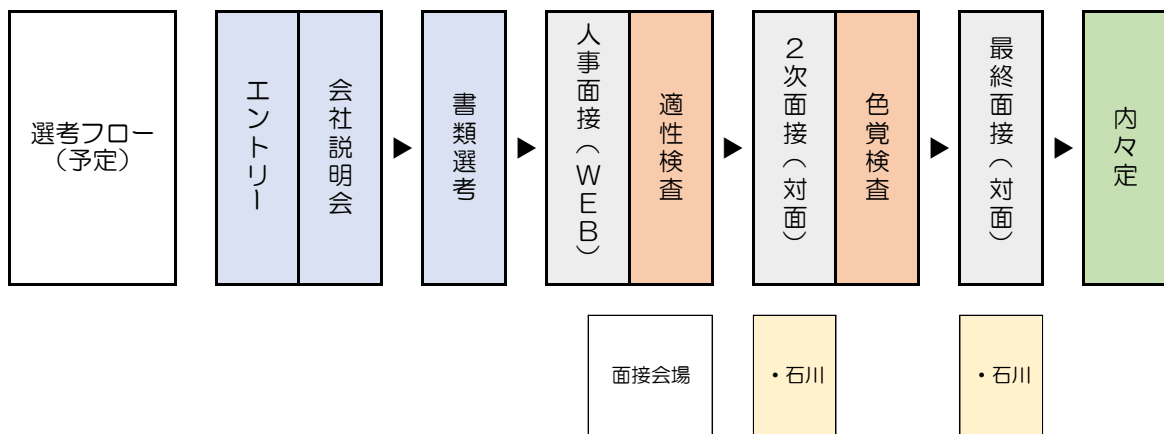 選考フロー
（予定）
エントリー
会社説明会
▶
書類選考
▶
人事面接（ＷＥＢ）
適性検査
▶
２次面接（対面）
色覚検査
▶
最終面接（対面）
▶
内々定
面接会場
・石川
・石川